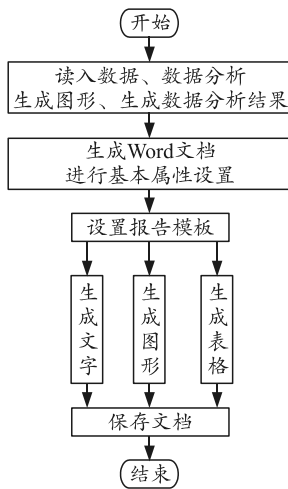 开始
读入数据、数据分析
生成图形、生成数据分析结果
生成Word文档
进行基本属性设置
设置报告模板
生成文字
生成图形
生成表格
保存文档
结束